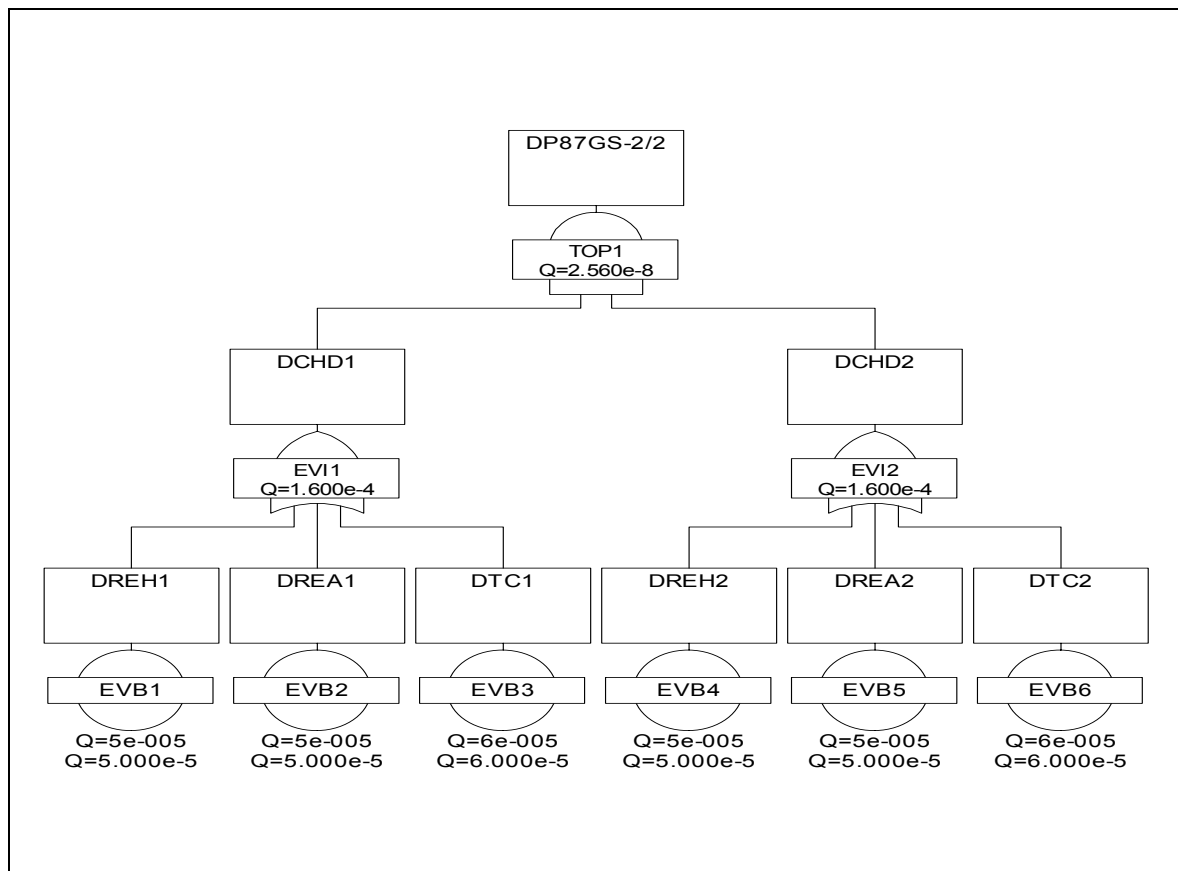 DP87GS-2/2
TOP1
Q=2.560e-8
DCHD1
DCHD2
EVI1
Q=1.600e-4
EVI2
Q=1.600e-4
DREH1
DREA1
DTC1
DREH2
DREA2
DTC2
EVB1
EVB2
EVB3
EVB4
EVB5
EVB6
Q=5e-005
Q=5.000e-5
Q=5e-005
Q=5.000e-5
Q=6e-005
Q=6.000e-5
Q=5e-005
Q=5.000e-5
Q=5e-005
Q=5.000e-5
Q=6e-005
Q=6.000e-5